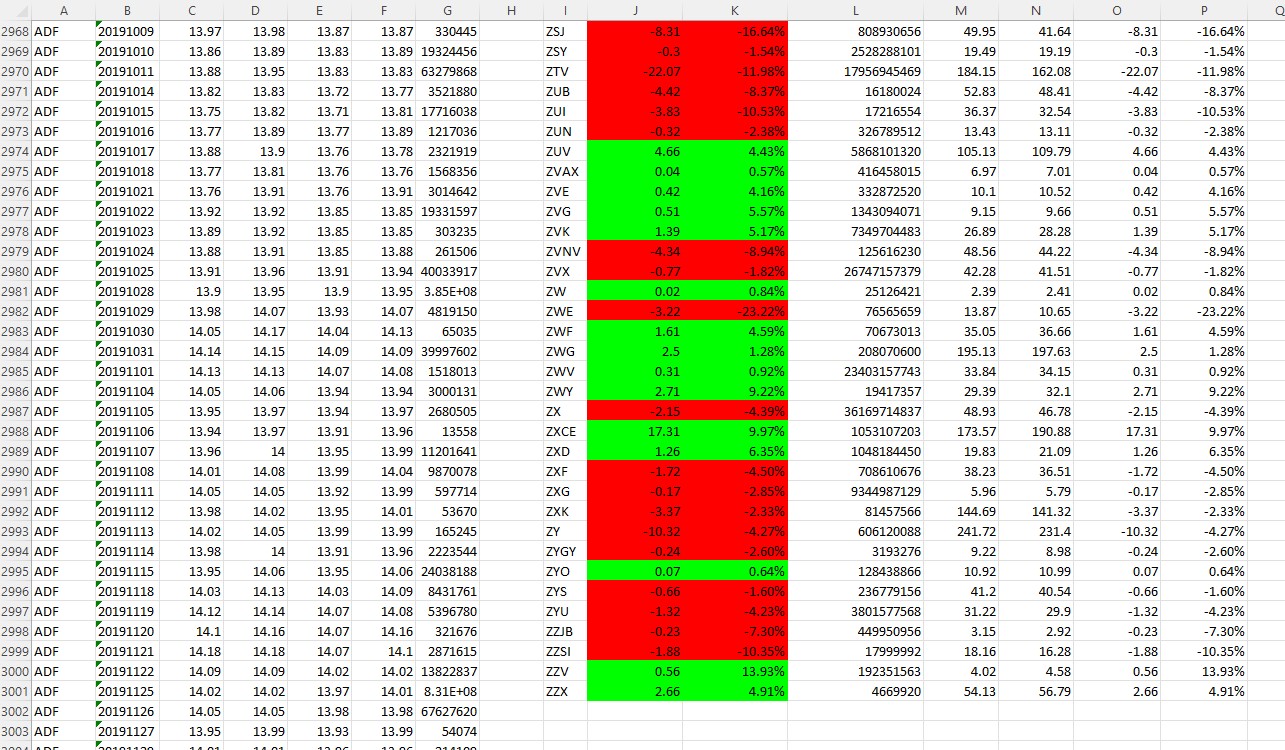 A B C D E F G H I J K L M N O P Q
2968 ADF 20191009 13.97 13.98 13.87 13.87 330445 ZSJ -8.31 -16.64% 808930656 49.95 41.64 -8.31 -16.64%
2969 ADF 20191010 13.86 13.89 13.83 13.89 19324456 ZSY -0.3 -1.54% 2528288101 19.49 19.19 -0.3 -1.54%
2970 ADF 20191011 13.88 13.95 13.83 13.83 63279868 ZTV -22.07 -11.98% 17956945469 184.15 162.08 -22.07 -11.98%
2971 ADF 20191014 13.82 13.83 13.72 13.77 3521880 ZUB -4.42 -8.37% 16180024 52.83 48.41 -4.42 -8.37%
2972 ADF 20191015 13.75 13.82 13.71 13.81 17716038 ZUI -3.83 -10.53% 17216554 36.37 32.54 -3.83 -10.53%
2973 ADF 20191016 13.77 13.89 13.77 13.89 1217036 ZUN -0.32 -2.38% 326789512 13.43 13.11 -0.32 -2.38%
2974 ADF 20191017 13.88 13.9 13.76 13.78 2321919 ZUV 4.66 4.43% 5868101320 105.13 109.79 4.66 4.43%
2975 ADF 20191018 13.77 13.81 13.76 13.76 1568356 ZVAX 0.04 0.57% 416458015 6.97 7.01 0.04 0.57%
2976 ADF 20191021 13.76 13.91 13.76 13.91 3014642 ZVE 0.42 4.16% 332872520 10.1 10.52 0.42 4.16%
2977 ADF 20191022 13.92 13.92 13.85 13.85 19331597 ZVG 0.51 5.57% 1343094071 9.15 9.66 0.51 5.57%
2978 ADF 20191023 13.89 13.92 13.85 13.85 303235 ZVK 1.39 5.17% 7349704483 26.89 28.28 1.39 5.17%
2979 ADF 20191024 13.88 13.91 13.85 13.88 261506 ZVNV -4.34 -8.94% 125616230 48.56 44.22 -4.34 -8.94%
2980 ADF 20191025 13.91 13.96 13.91 13.94 40033917 ZVX -0.77 -1.82% 26747157379 42.28 41.51 -0.77 -1.82%
2981 ADF 20191028 13.9 13.95 13.9 13.95 3.85E+08 ZW 0.02 0.84% 25126421 2.39 2.41 0.02 0.84%
2982 ADF 20191029 13.98 14.07 13.93 14.07 4819150 ZWE -3.22 -23.22% 76565659 13.87 10.65 -3.22 -23.22%
2983 ADF 20191030 14.05 14.17 14.04 14.13 65035 ZWF 1.61 4.59% 70673013 35.05 36.66 1.61 4.59%
2984 ADF 20191031 14.14 14.15 14.09 14.09 39997602 ZWG 2.5 1.28% 208070600 195.13 197.63 2.5 1.28%
2985 ADF 20191101 14.13 14.13 14.07 14.08 1518013 ZWV 0.31 0.92% 23403157743 33.84 34.15 0.31 0.92%
2986 ADF 20191104 14.05 14.06 13.94 13.94 3000131 ZWY 2.71 9.22% 19417357 29.39 32.1 2.71 9.22%
2987 ADF 20191105 13.95 13.97 13.94 13.97 2680505 ZX -2.15 -4.39% 36169714837 48.93 46.78 -2.15 -4.39%
2988 ADF 20191106 13.94 13.97 13.91 13.96 13558 ZXCE 17.31 9.97% 1053107203 173.57 190.88 17.31 9.97%
2989 ADF 20191107 13.96 14 13.95 13.99 11201641 ZXD 1.26 6.35% 1048184450 19.83 21.09 1.26 6.35%
2990 ADF 20191108 14.01 14.08 13.99 14.04 9870078 ZXF -1.72 -4.50% 708610676 38.23 36.51 -1.72 -4.50%
2991 ADF 20191111 14.05 14.05 13.92 13.99 597714 ZXG -0.17 -2.85% 9344987129 5.96 5.79 -0.17 -2.85%
2992 ADF 20191112 13.98 14.02 13.95 14.01 53670 ZXK -3.37 -2.33% 81457566 144.69 141.32 -3.37 -2.33%
2993 ADF 20191113 14.02 14.05 13.99 13.99 165245 ZY -10.32 -4.27% 606120088 241.72 231.4 -10.32 -4.27%
2994 ADF 20191114 13.98 14 13.91 13.96 2223544 ZYGY -0.24 -2.60% 3193276 9.22 8.98 -0.24 -2.60%
2995 ADF 20191115 13.95 14.06 13.95 14.06 24038188 ZYO 0.07 0.64% 128438866 10.92 10.99 0.07 0.64%
2996 ADF 20191118 14.03 14.13 14.03 14.09 8431761 ZYS -0.66 -1.60% 236779156 41.2 40.54 -0.66 -1.60%
2997 ADF 20191119 14.12 14.14 14.07 14.08 5396780 ZYU -1.32 -4.23% 3801577568 31.22 29.9 -1.32 -4.23%
2998 ADF 20191120 14.1 14.16 14.07 14.16 321676 ZZJB -0.23 -7.30% 449950956 3.15 2.92 -0.23 -7.30%
2999 ADF 20191121 14.18 14.18 14.07 14.1 2871615 ZZSI -1.88 -10.35% 17999992 18.16 16.28 -1.88 -10.35%
3000 ADF 20191122 14.09 14.09 14.02 14.02 13822837 ZZV 0.56 13.93% 192351563 4.02 4.58 0.56 13.93%
3001 ADF 20191125 14.02 14.02 13.97 14.01 8.31E+08 ZZX 2.66 4.91% 4669920 54.13 56.79 2.66 4.91%
3002 ADF 20191126 14.05 14.05 13.98 13.98 67627620
3003 ADF 20191127 13.95 13.99 13.93 13.99 54074